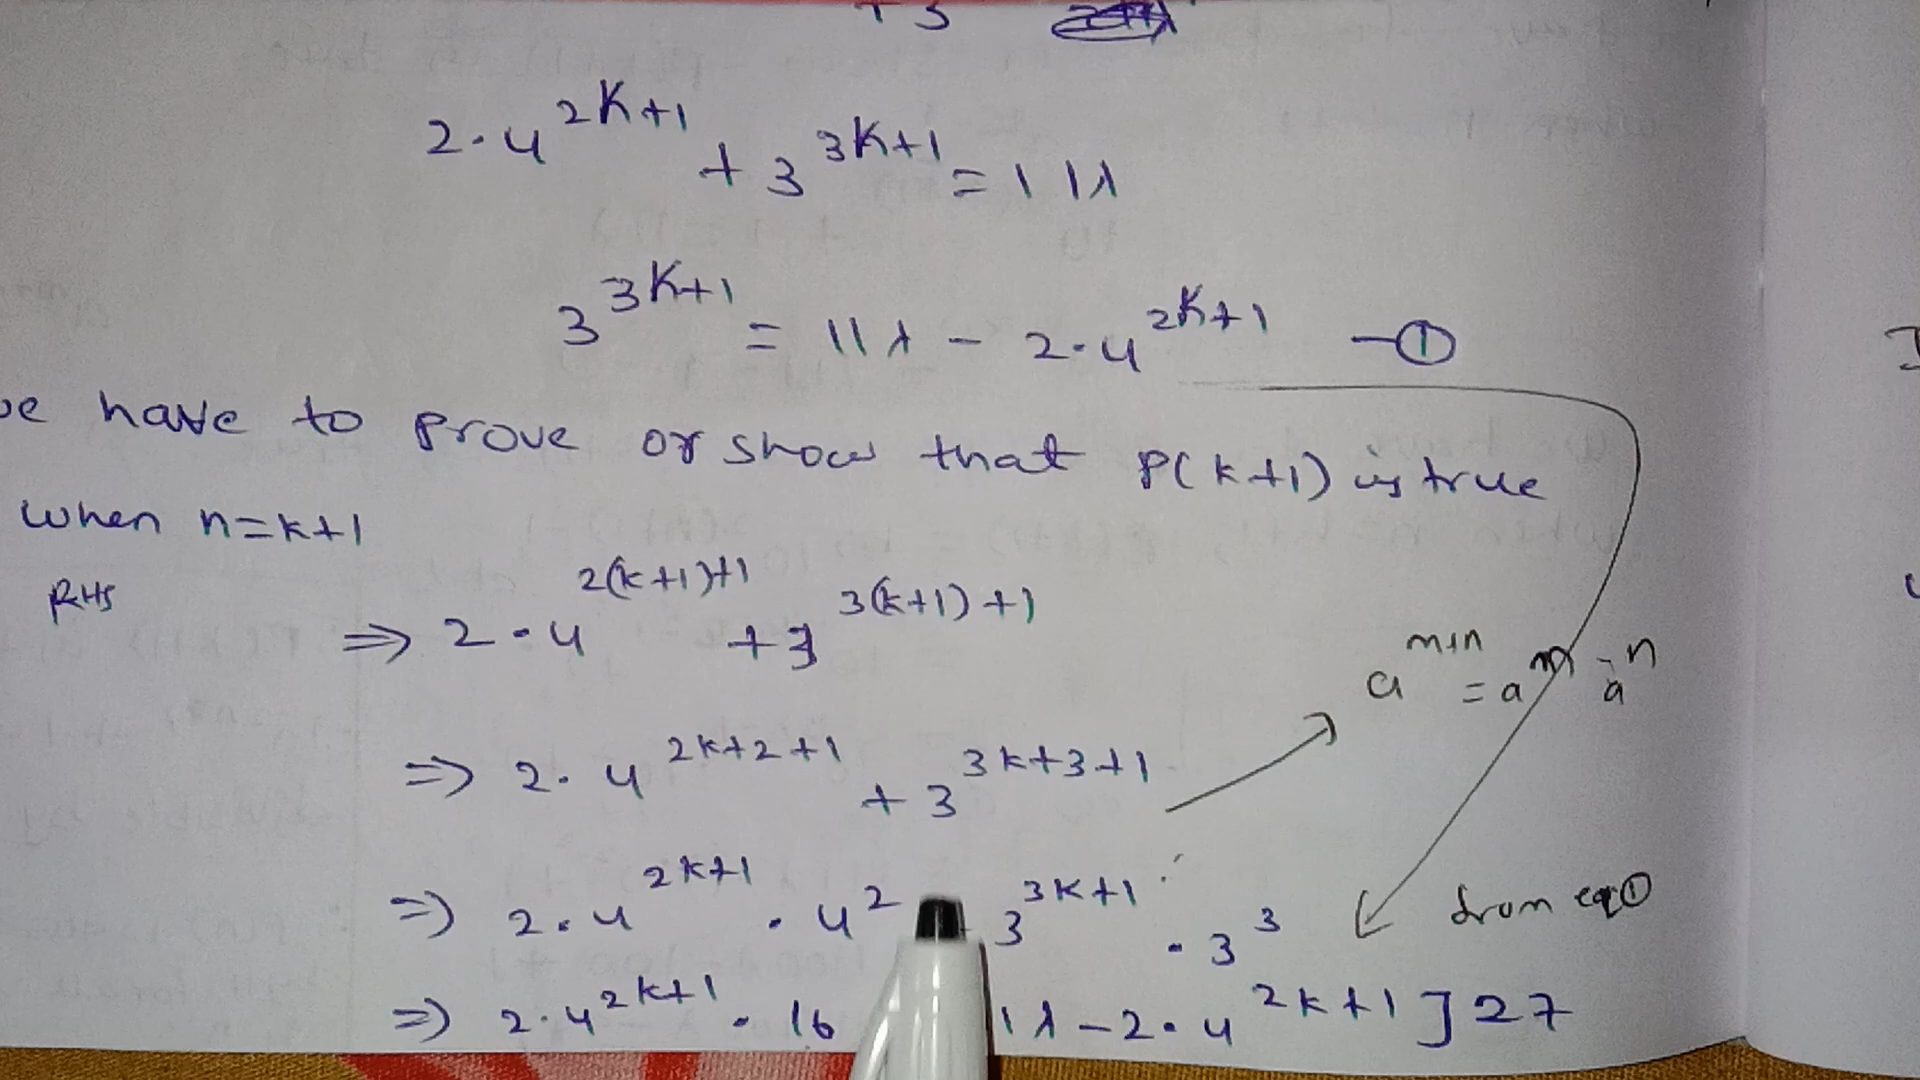 2·4^{2K+1} + 3^{3K+1} = 11λ
3^{3K+1} = 11λ - 2·4^{2K+1} —①
have to prove or show that P(k+1) is true
when n=k+1
RHS
⇒ 2·4^{2(k+1)+1} + 3^{3(k+1)+1}
a^{m+n} = a^m · a^n
⇒ 2·4^{2k+2+1} + 3^{3k+3+1}
⇒ 2·4^{2k+1} · 4^2 3^{3k+1} · 3^3 from eq①
⇒ 2·4^{2k+1} · 16 1λ - 2·4^{2k+1} ] 27